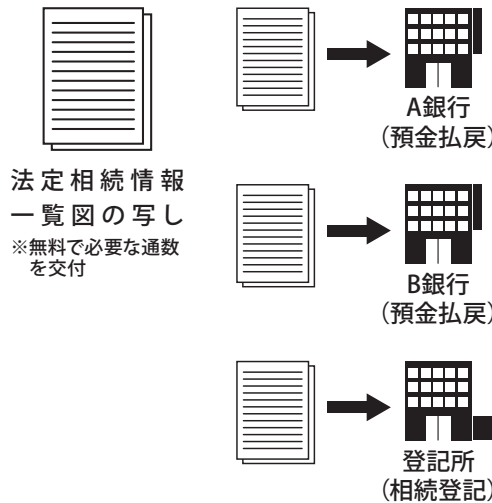 法定相続情報
一覧図の写し
※無料で必要な通数
を交付
A銀行
（預金払戻）
B銀行
（預金払戻）
登記所
（相続登記）